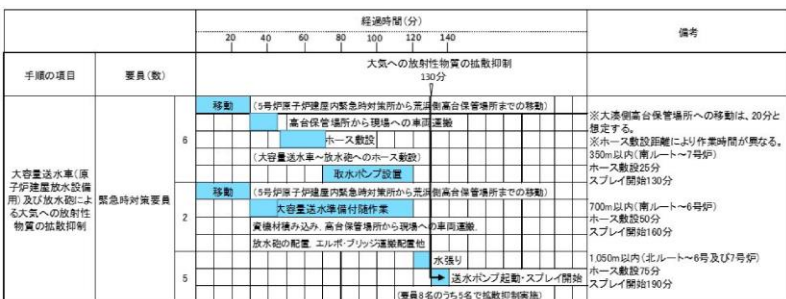 経過時間(分)
備考
20 40 60 80 100 120 140
手順の項目
要員(数)
大気への放射性物質の拡散抑制
130分
大容量送水車(原子炉建屋放水設備用)及び放水砲による大気への放射性物質の拡散抑制
緊急時対策要員
6
移動
(5号炉原子炉建屋内緊急時対策所から荒浜側高台保管場所までの移動)
高台保管場所から現場への車両運搬
ホース敷設
(大容量送水車~放水砲へのホース敷設)
取水ポンプ設置
2
移動
(5号炉原子炉建屋内緊急時対策所から荒浜側高台保管場所までの移動)
大容量送水準備付随作業
資機材積み込み, 高台保管場所から現場への車両運搬,
放水砲の配置, エルボ・ブリッジ運搬配置他
5
水張り
送水ポンプ起動・スプレイ開始
(要員8名のうち5名で拡散抑制実施)
※大湊側高台保管場所への移動は、20分と
想定する。
※ホース敷設距離により作業時間が異なる。
350m以内(南ルート~7号炉)
ホース敷設25分
スプレイ開始130分
700m以内(南ルート~6号炉)
ホース敷設50分
スプレイ開始160分
1,050m以内(北ルート~6号及び7号炉)
ホース敷設75分
スプレイ開始190分